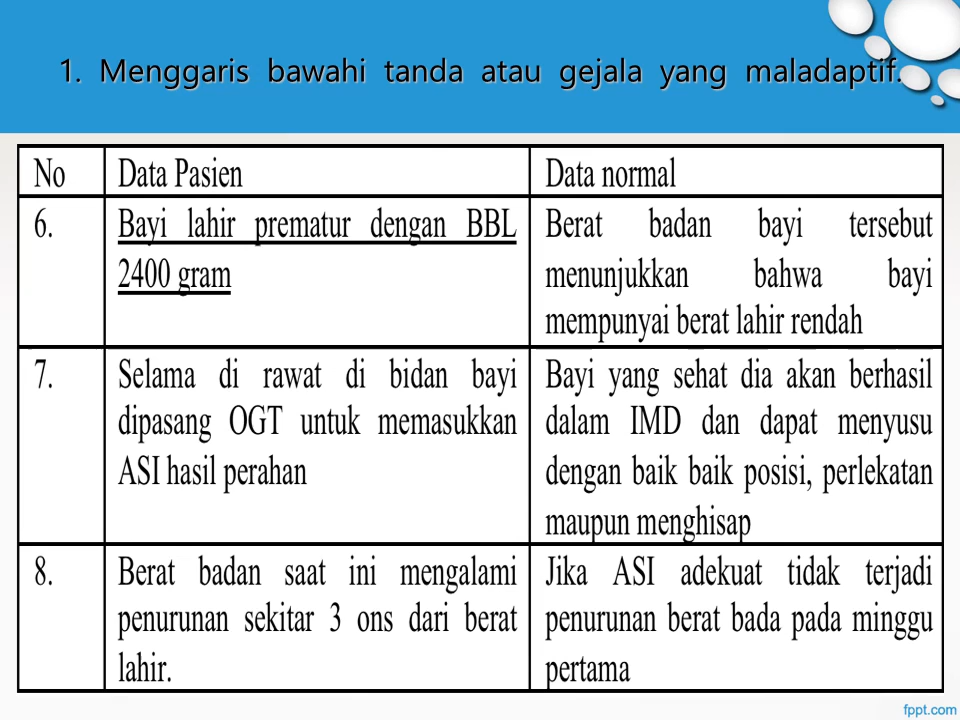 1. Menggaris bawahi tanda atau gejala yang maladaptif.
No
Data Pasien
Data normal
6.
Bayi lahir prematur dengan BBL
2400 gram
Berat badan bayi tersebut
menunjukkan bahwa bayi
mempunyai berat lahir rendah
7.
Selama di rawat di bidan bayi
dipasang OGT untuk memasukkan
ASI hasil perahan
Bayi yang sehat dia akan berhasil
dalam IMD dan dapat menyusu
dengan baik baik posisi, perlekatan
maupun menghisap
8.
Berat badan saat ini mengalami
penurunan sekitar 3 ons dari berat
lahir.
Jika ASI adekuat tidak terjadi
penurunan berat bada pada minggu
pertama
fppt.com